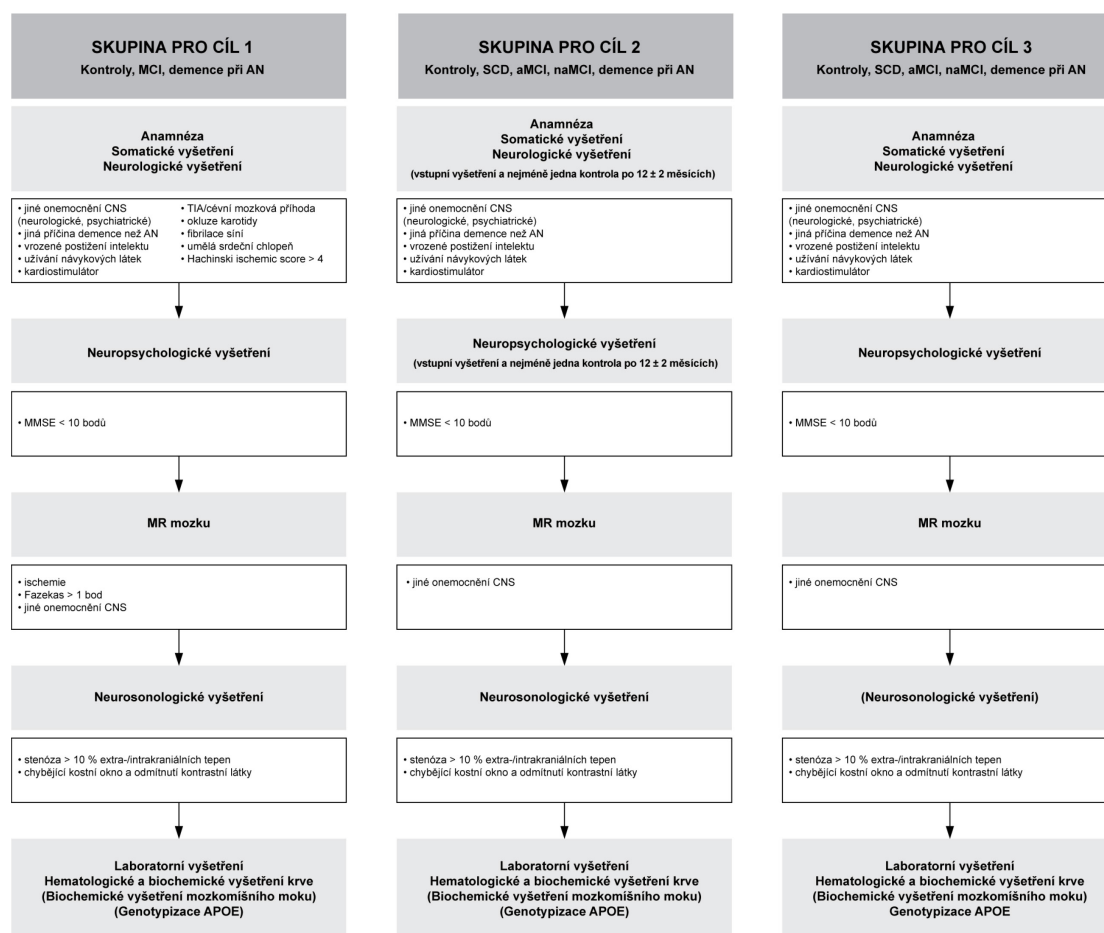 SKUPINA PRO CÍL 1
Kontroly, MCI, demence při AN
Anamnéza
Somatické vyšetření
Neurologické vyšetření
• jiné onemocnění CNS
(neurologické, psychiatrické)
• jiná příčina demence než AN
• vrozené postižení intelektu
• užívání návykových látek
• kardiostimulátor
• TIA/cévní mozková příhoda
• okluze karotidy
• fibrilace síní
• umělá srdeční chlopeň
• Hachinski ischemic score > 4
Neuropsychologické vyšetření
• MMSE < 10 bodů
MR mozku
• ischemie
• Fazekas > 1 bod
• jiné onemocnění CNS
Neurosonologické vyšetření
• stenóza > 10 % extra-/intrakraniálních tepen
• chybějící kostní okno a odmítnutí kontrastní látky
Laboratorní vyšetření
Hematologické a biochemické vyšetření krve
(Biochemické vyšetření mozkomíšního moku)
(Genotypizace APOE)
SKUPINA PRO CÍL 2
Kontroly, SCD, aMCI, naMCI, demence při AN
Anamnéza
Somatické vyšetření
Neurologické vyšetření
(vstupní vyšetření a nejméně jedna kontrola po 12 ± 2 měsících)
• jiné onemocnění CNS
(neurologické, psychiatrické)
• jiná příčina demence než AN
• vrozené postižení intelektu
• užívání návykových látek
• kardiostimulátor
Neuropsychologické vyšetření
(vstupní vyšetření a nejméně jedna kontrola po 12 ± 2 měsících)
• MMSE < 10 bodů
MR mozku
• jiné onemocnění CNS
Neurosonologické vyšetření
• stenóza > 10 % extra-/intrakraniálních tepen
• chybějící kostní okno a odmítnutí kontrastní látky
Laboratorní vyšetření
Hematologické a biochemické vyšetření krve
(Biochemické vyšetření mozkomíšního moku)
(Genotypizace APOE)
SKUPINA PRO CÍL 3
Kontroly, SCD, aMCI, naMCI, demence při AN
Anamnéza
Somatické vyšetření
Neurologické vyšetření
• jiné onemocnění CNS
(neurologické, psychiatrické)
• jiná příčina demence než AN
• vrozené postižení intelektu
• užívání návykových látek
• kardiostimulátor
Neuropsychologické vyšetření
• MMSE < 10 bodů
MR mozku
• jiné onemocnění CNS
(Neurosonologické vyšetření)
• stenóza > 10 % extra-/intrakraniálních tepen
• chybějící kostní okno a odmítnutí kontrastní látky
Laboratorní vyšetření
Hematologické a biochemické vyšetření krve
(Biochemické vyšetření mozkomíšního moku)
Genotypizace APOE